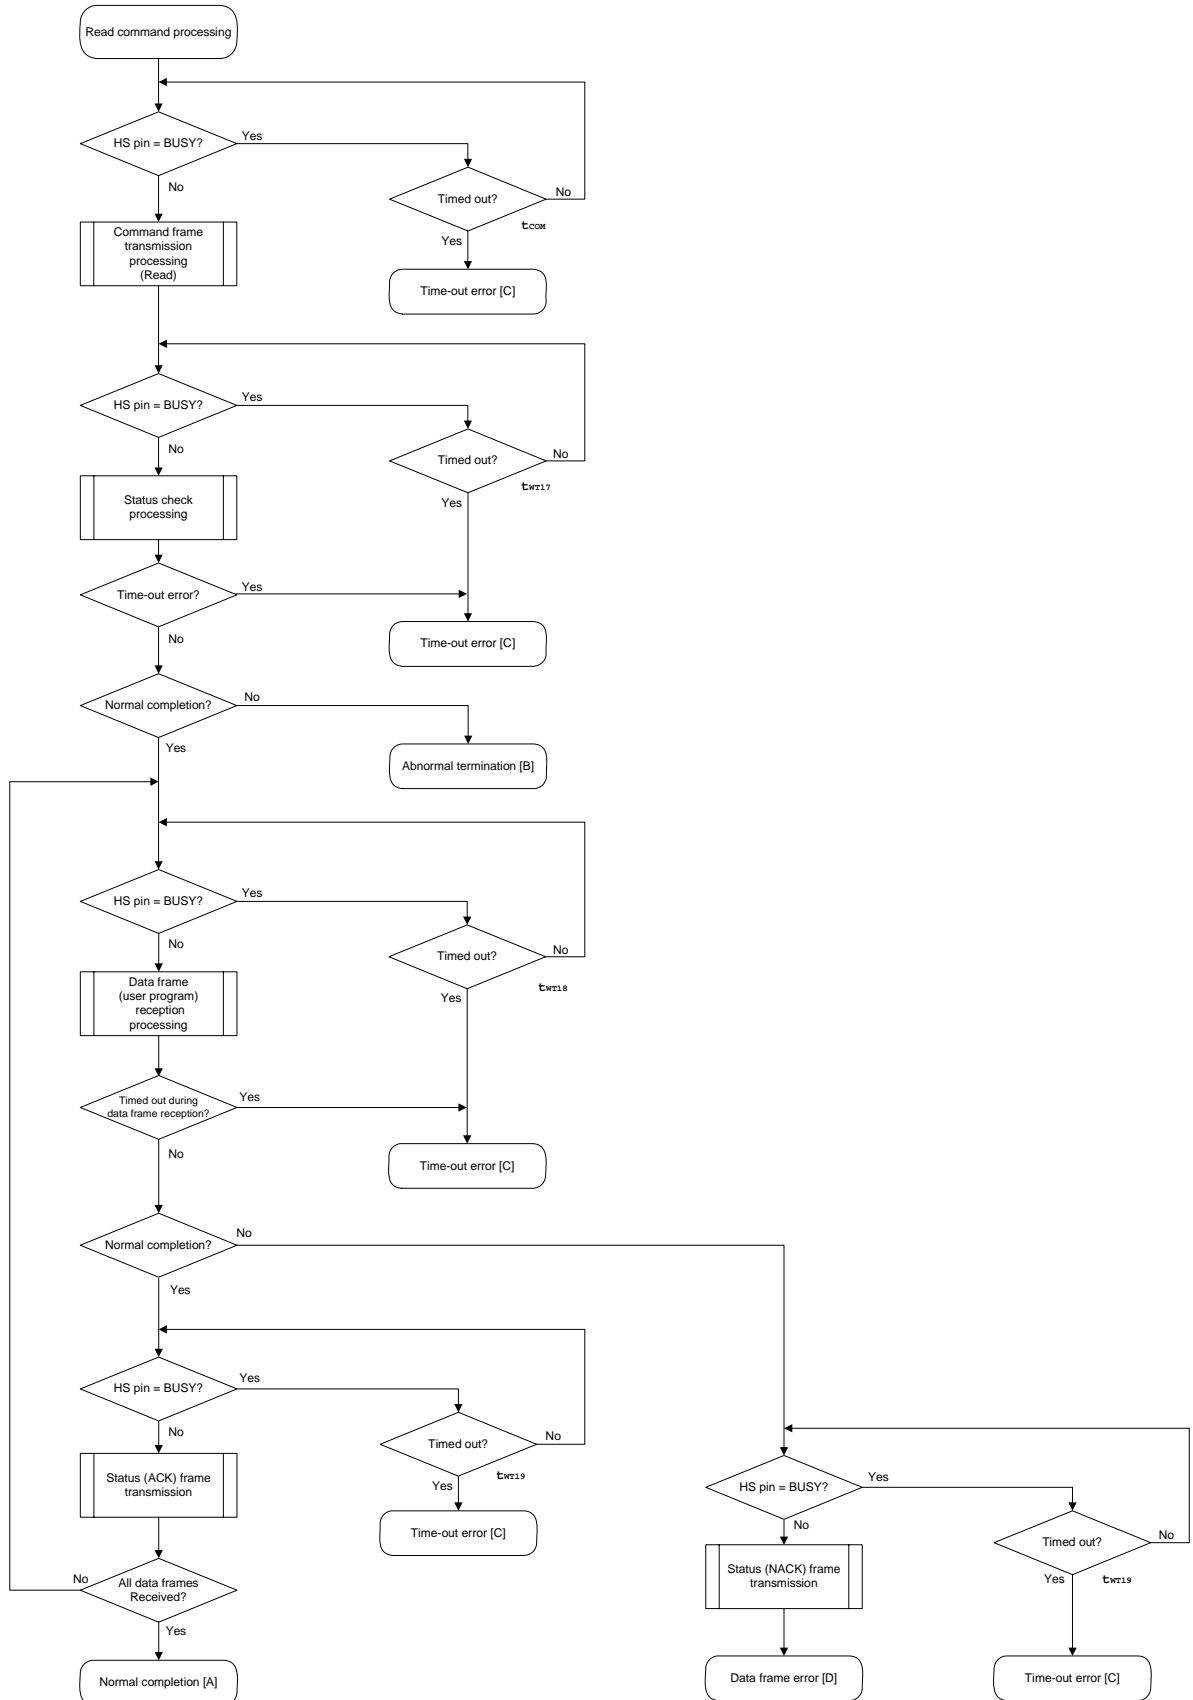 Read command processing
HS pin = BUSY?
Yes
No
Timed out?
No
tCOM
Yes
Command frame
transmission
processing
(Read)
Time-out error [C]
HS pin = BUSY?
Yes
No
Timed out?
No
tWT17
Yes
Status check
processing
Time-out error?
Yes
No
Time-out error [C]
Normal completion?
No
Yes
Abnormal termination [B]
HS pin = BUSY?
Yes
No
Timed out?
No
tWT18
Yes
Data frame
(user program)
reception
processing
Timed out during
data frame reception?
Yes
No
Time-out error [C]
Normal completion?
No
Yes
HS pin = BUSY?
Yes
No
Timed out?
No
tWT19
Yes
Status (ACK) frame
transmission
Time-out error [C]
All data frames
Received?
No
Yes
Normal completion [A]
HS pin = BUSY?
Yes
No
Timed out?
No
tWT19
Yes
Status (NACK) frame
transmission
Data frame error [D]
Time-out error [C]